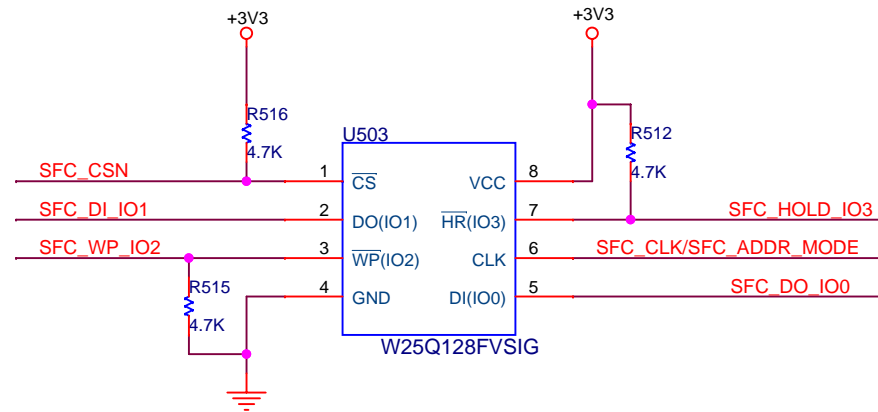 +3V3
+3V3
R516
4.7K
U503
R512
4.7K
SFC_CSN
1
CS
VCC
8
SFC_DI_IO1
2
DO(IO1)
HR(IO3)
7
SFC_HOLD_IO3
SFC_WP_IO2
3
WP(IO2)
CLK
6
SFC_CLK/SFC_ADDR_MODE
R515
4.7K
4
GND
DI(IO0)
5
SFC_DO_IO0
W25Q128FVSIG